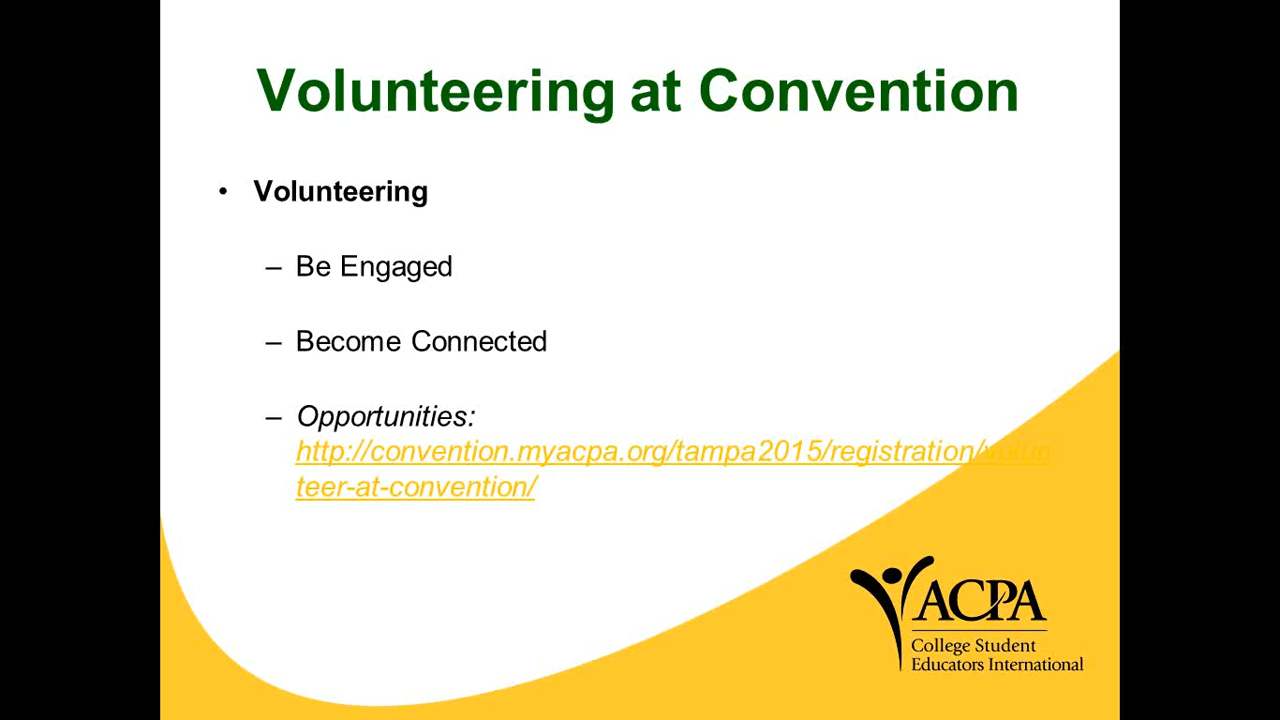 Volunteering at Convention
• Volunteering
– Be Engaged
– Become Connected
– Opportunities:
http://convention.myacpa.org/tampa2015/registration/volun
teer-at-convention/
ACPA
College Student
Educators International